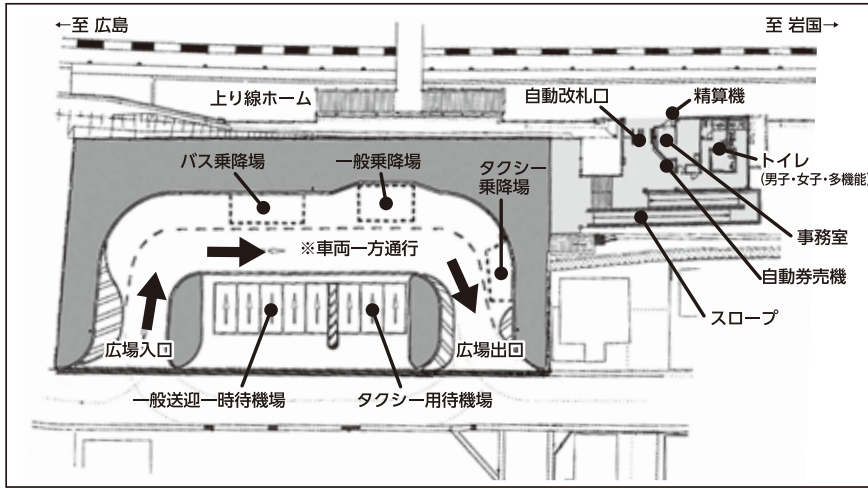 ←至 広島
至 岩国→
上り線ホーム
自動改札口
精算機
バス乗降場
一般乗降場
タクシー
乗降場
トイレ
(男子・女子・多機能)
※車両一方通行
事務室
自動券売機
スロープ
広場入口
広場出口
一般送迎一時待機場
タクシー用待機場